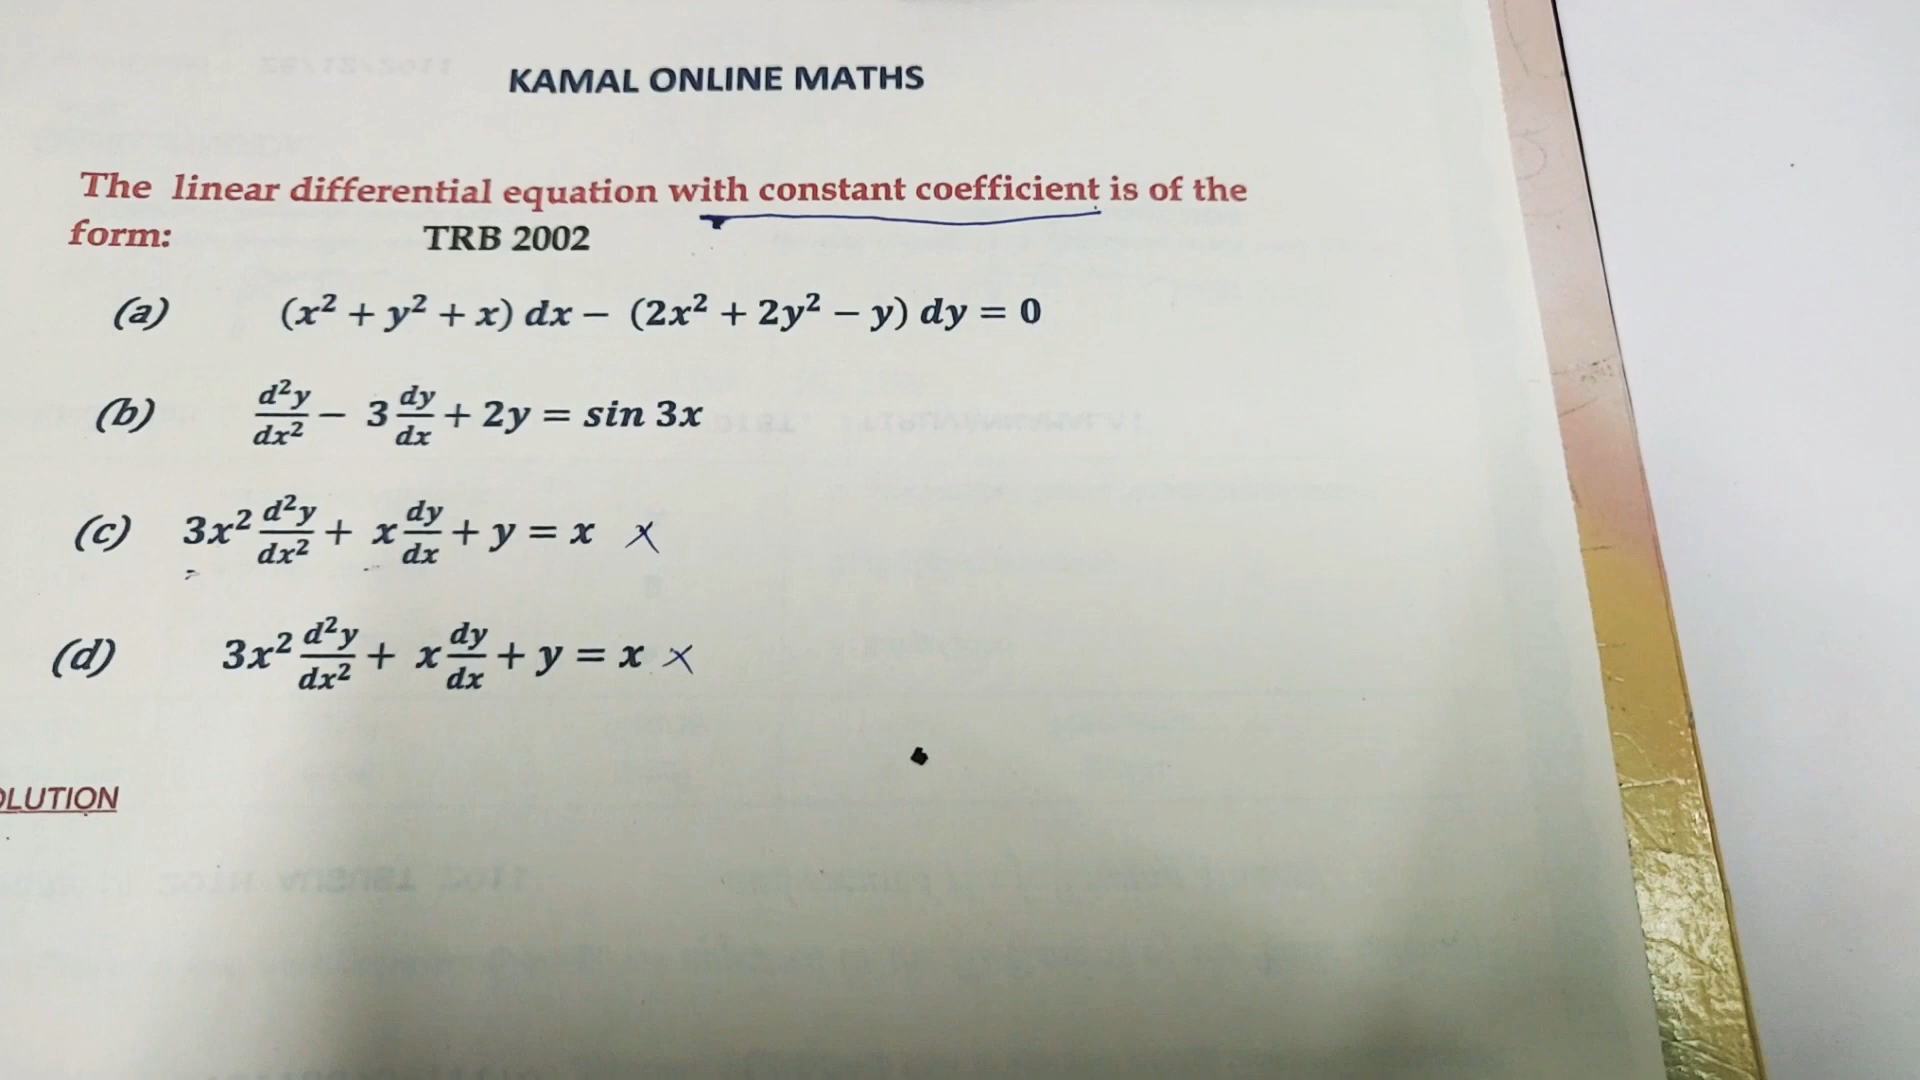 KAMAL ONLINE MATHS
The linear differential equation with constant coefficient is of the
form: TRB 2002
(a) (x² + y² + x) dx − (2x² + 2y² − y) dy = 0
(b) d²y/dx² − 3 dy/dx + 2y = sin 3x
(c) 3x² d²y/dx² + x dy/dx + y = x ×
(d) 3x² d²y/dx² + x dy/dx + y = x ×
OLUTION